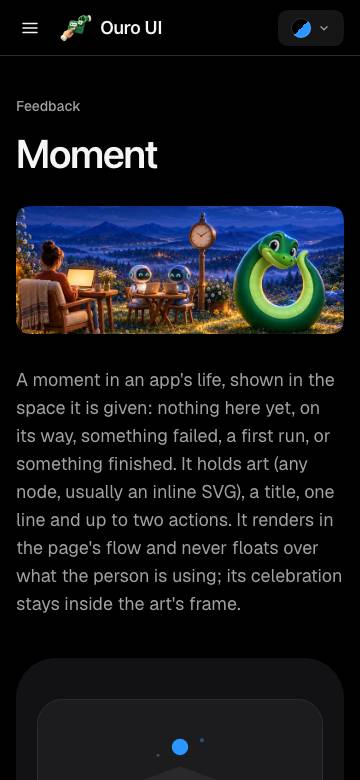 Ouro UI
Feedback
Moment
A moment in an app's life, shown in the
space it is given: nothing here yet, on
its way, something failed, a first run, or
something finished. It holds art (any
node, usually an inline SVG), a title, one
line and up to two actions. It renders in
the page's flow and never floats over
what the person is using; its celebration
stays inside the art's frame.